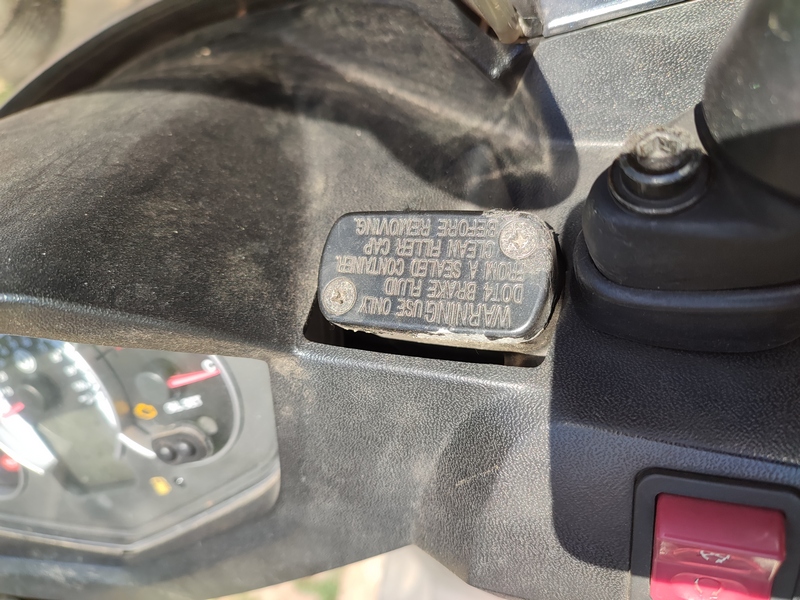 WARNING USE ONLY
DOT4 BRAKE FLUID
FROM A SEALED CONTAINER.
CLEAN FILLER CAP
BEFORE REMOVING.